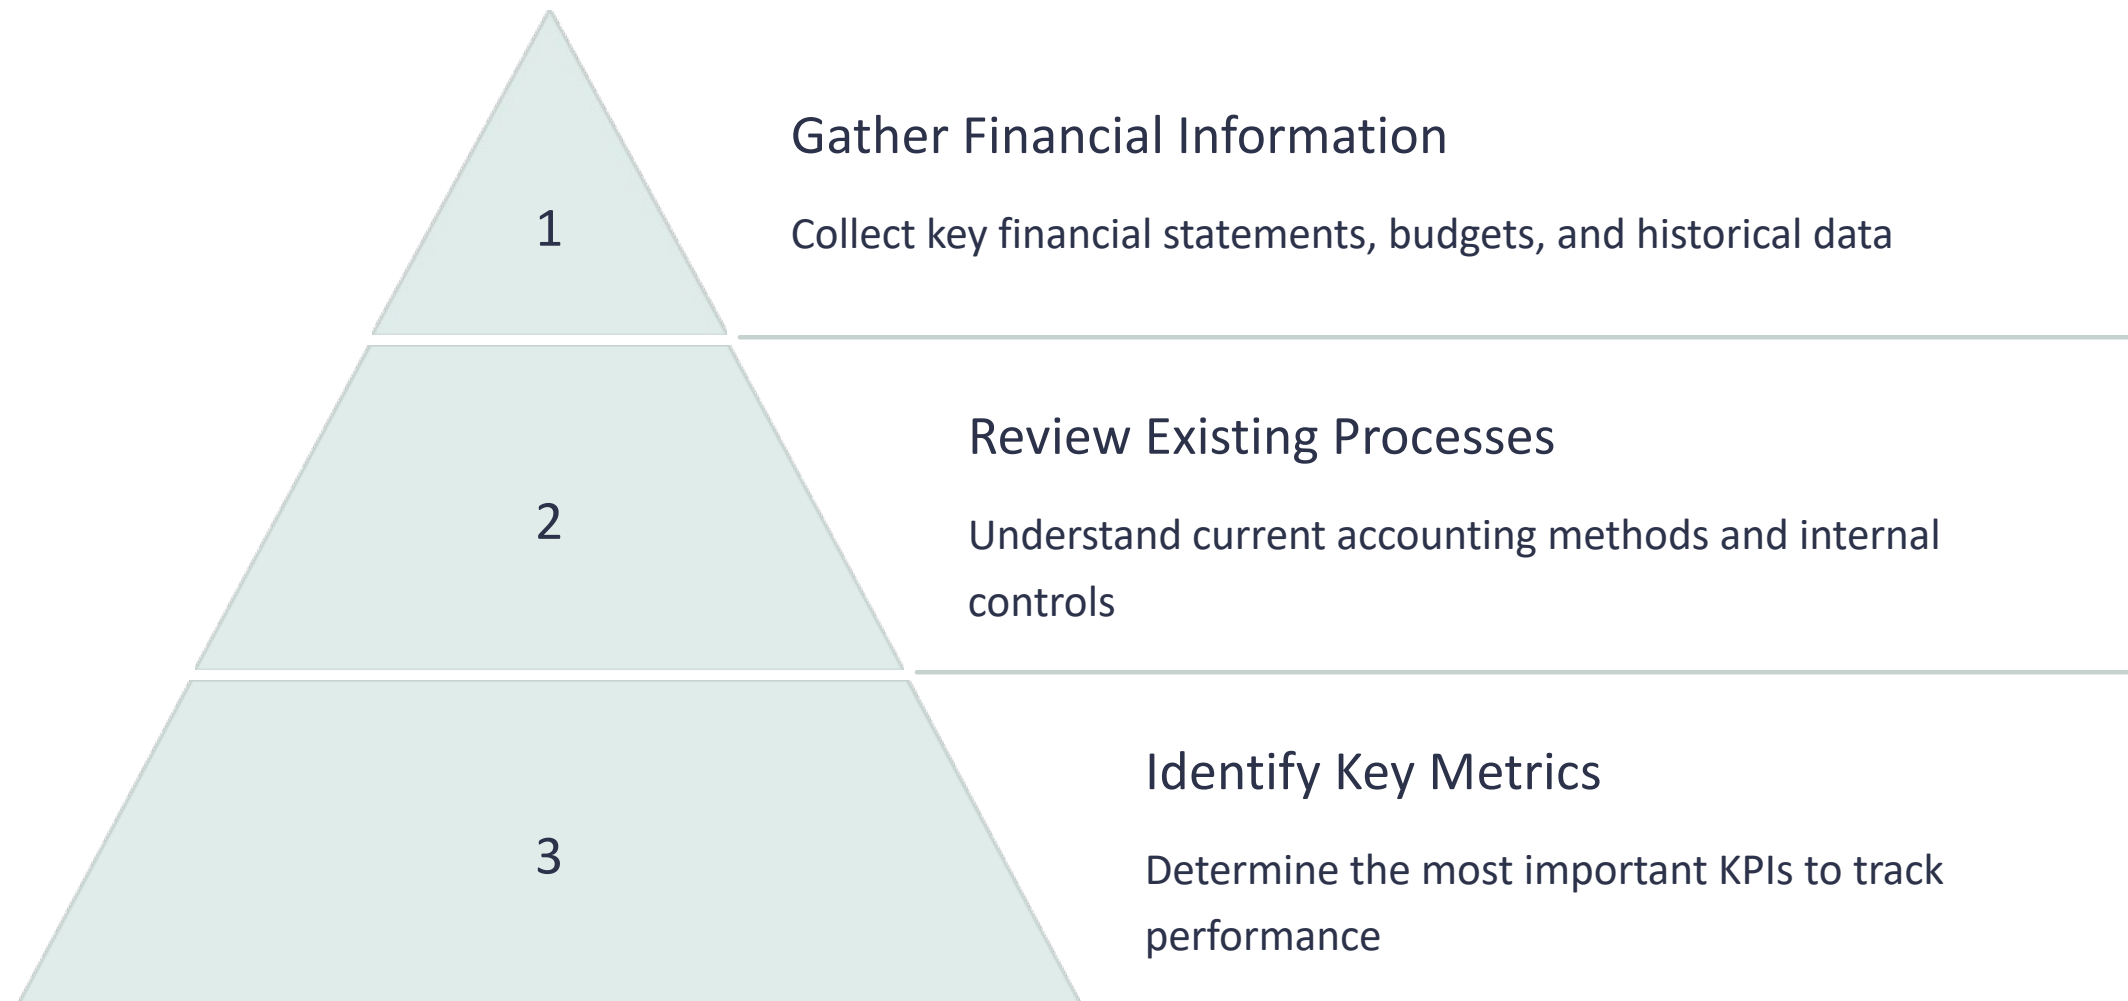 1
Gather Financial Information
Collect key financial statements, budgets, and historical data
2
Review Existing Processes
Understand current accounting methods and internal
controls
3
Identify Key Metrics
Determine the most important KPIs to track
performance